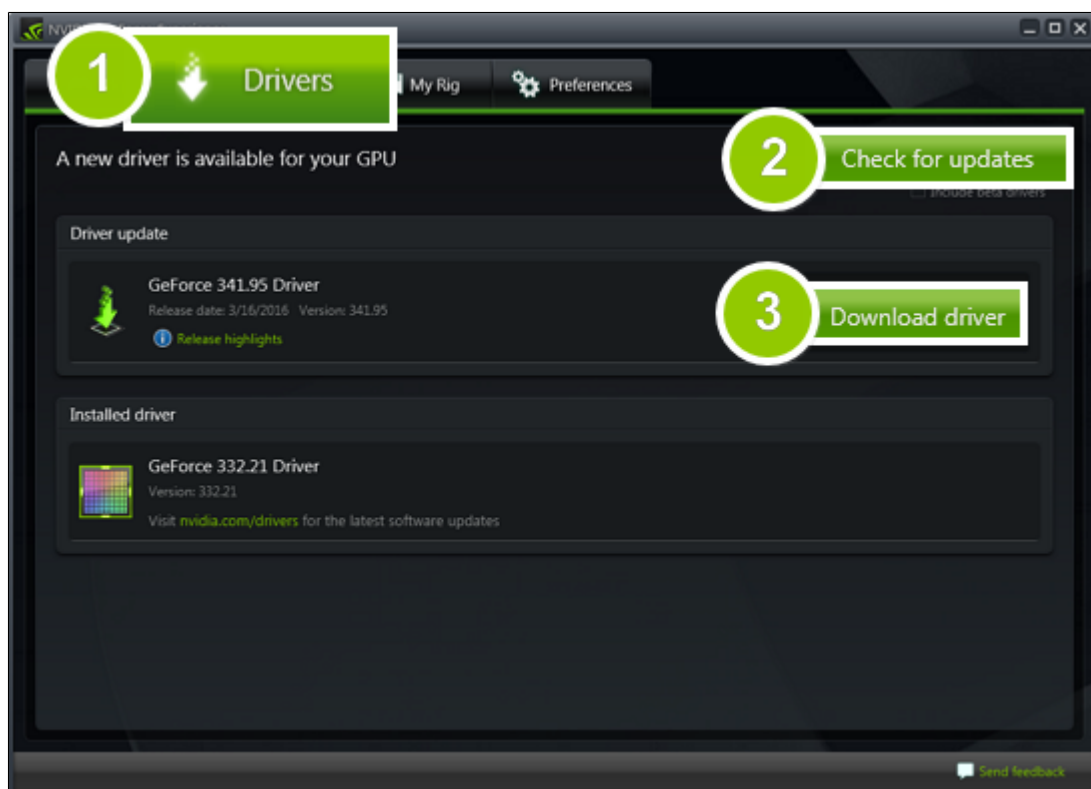 1
Drivers
My Rig
Preferences
A new driver is available for your GPU
2
Check for updates
Include beta drivers
Driver update
GeForce 341.95 Driver
Release date: 3/16/2016 Version: 341.95
Release highlights
3
Download driver
Installed driver
GeForce 332.21 Driver
Version: 332.21
Visit nvidia.com/drivers for the latest software updates
Send feedback